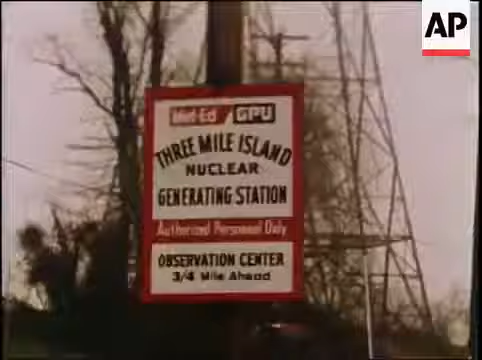 AP
Met-Ed / GPU
THREE MILE ISLAND
NUCLEAR
GENERATING STATION
Authorized Personnel Only
OBSERVATION CENTER
3/4 Mile Ahead